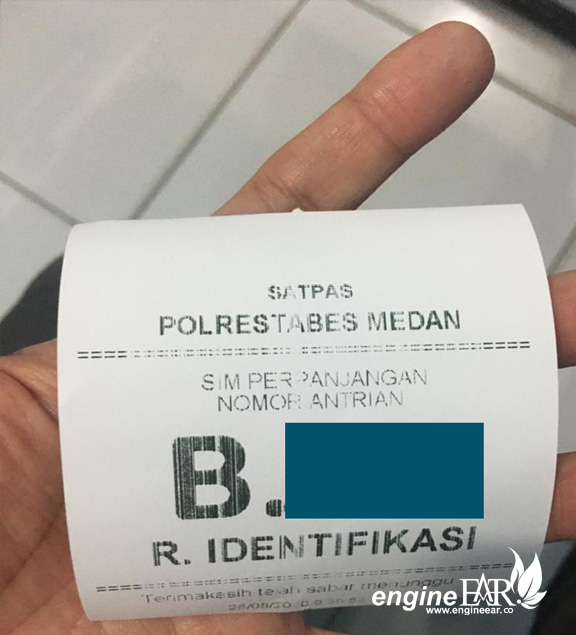 SATPAS
POLRESTABES MEDAN
SIM PERPANJANGAN
NOMOR ANTRIAN
B.
R. IDENTIFIKASI
Terimakasih telah sabar menunggu
engineEAR
www.engineear.co